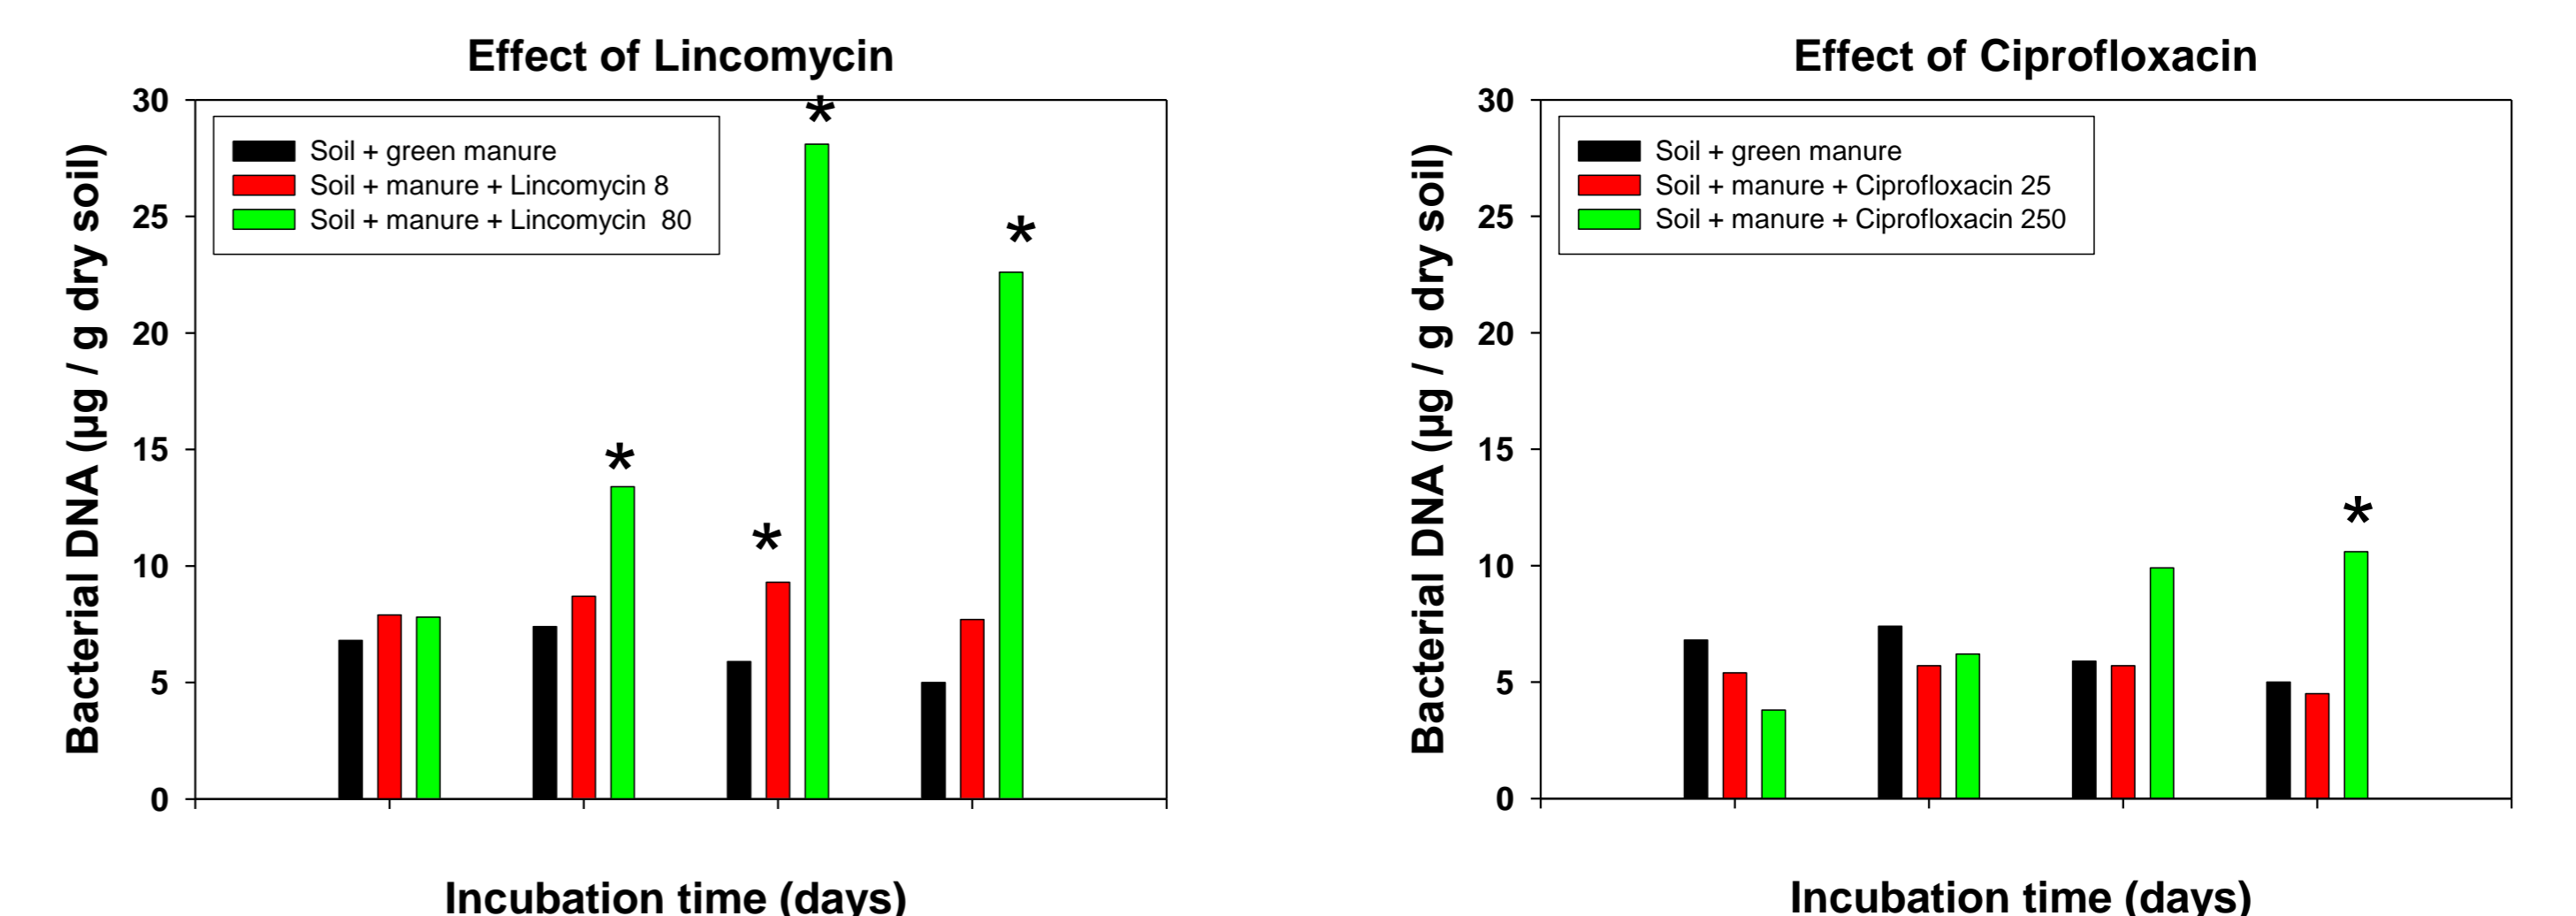 Effect of Lincomycin
30
25
20
15
10
5
0
Bacterial DNA (µg / g dry soil)
Soil + green manure
Soil + manure + Lincomycin 8
Soil + manure + Lincomycin 80
*
*
*
*
Incubation time (days)
Effect of Ciprofloxacin
30
25
20
15
10
5
0
Bacterial DNA (µg / g dry soil)
Soil + green manure
Soil + manure + Ciprofloxacin 25
Soil + manure + Ciprofloxacin 250
*
Incubation time (days)